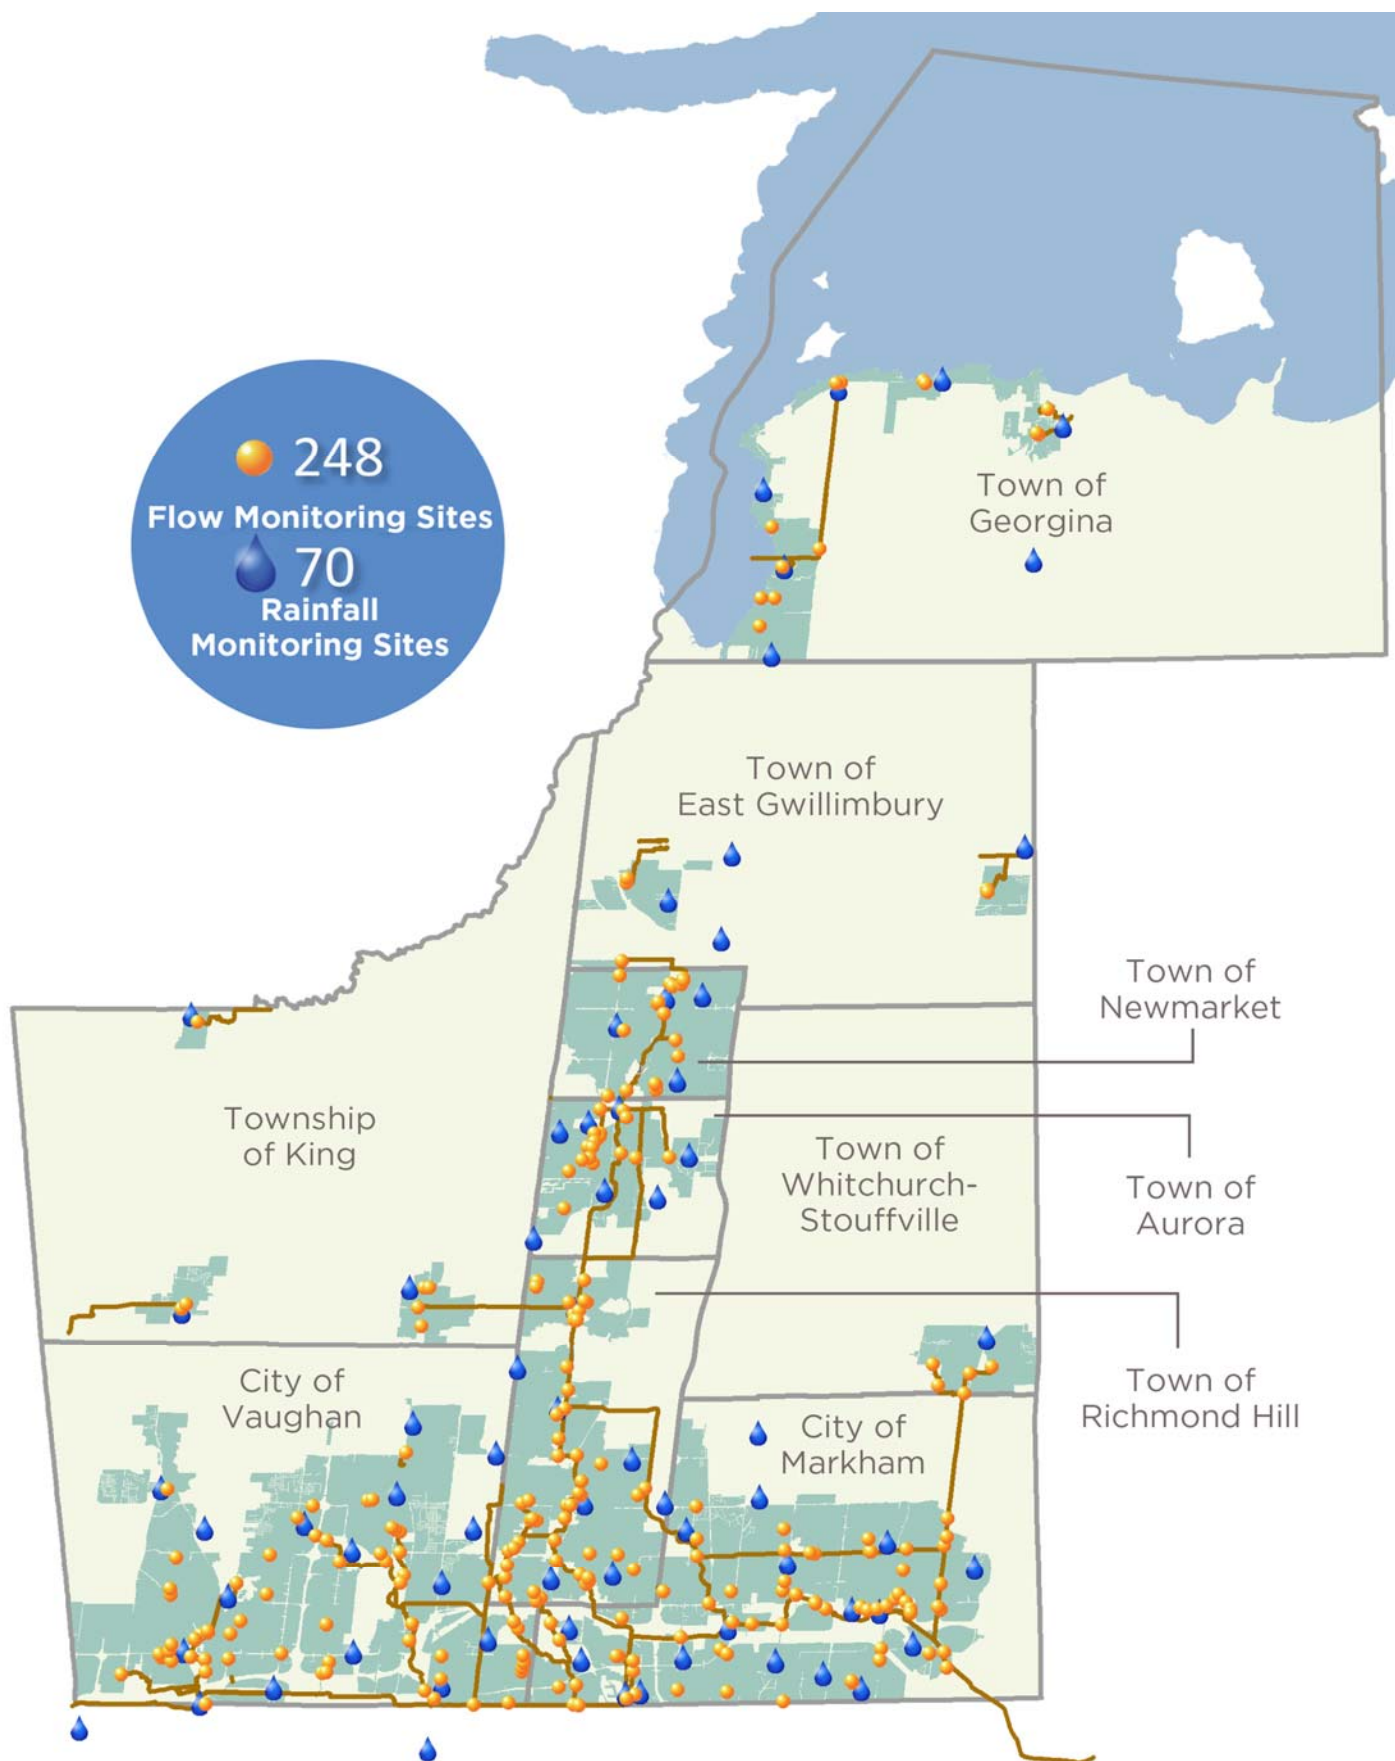 248
Flow Monitoring Sites
70
Rainfall
Monitoring Sites
Town of
Georgina
Town of
East Gwillimbury
Town of
Newmarket
Township
of King
Town of
Whitchurch-
Stouffville
Town of
Aurora
City of
Vaughan
City of
Markham
Town of
Richmond Hill